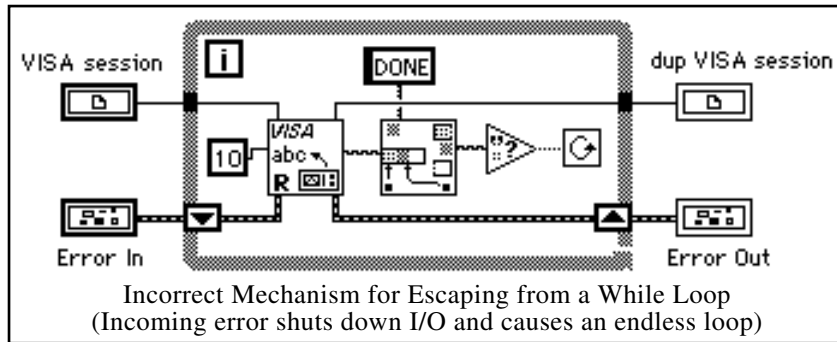 i
DONE
VISA session
dup VISA session
VISA
abc
10
R
?
Error In
Error Out
Incorrect Mechanism for Escaping from a While Loop
(Incoming error shuts down I/O and causes an endless loop)